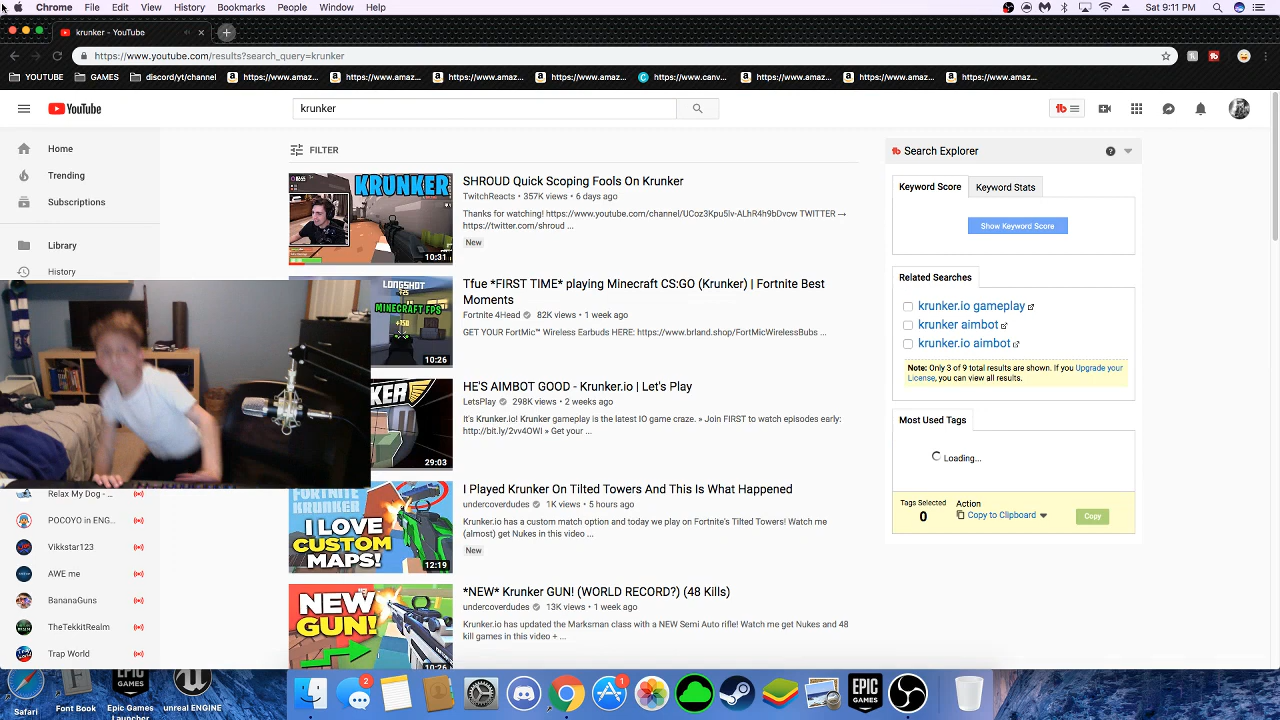 Chrome File Edit View History Bookmarks People Window Help Sat 9:11 PM
krunker - YouTube
https://www.youtube.com/results?search_query=krunker
YOUTUBE GAMES discord/yt/channel https://www.amaz... https://www.amaz... https://www.amaz... https://www.amaz... https://www.canv... https://www.amaz... https://www.amaz... https://www.amaz...
YouTube
krunker
Home
Trending
Subscriptions
Library
History
Relax My Dog - ...
POCOYO in ENG...
Vikkstar123
AWE me
BananaGuns
TheTekkitRealm
Trap World
FILTER
KRUNKER
10:31
SHROUD Quick Scoping Fools On Krunker
TwitchReacts • 357K views • 6 days ago
Thanks for watching! https://www.youtube.com/channel/UCoz3Kpu5lv-ALhR4h9bDvcw TWITTER →
https://twitter.com/shroud ...
New
LONGSHOT
MINECRAFT FPS
10:26
Tfue *FIRST TIME* playing Minecraft CS:GO (Krunker) | Fortnite Best
Moments
Fortnite 4Head 82K views • 1 week ago
GET YOUR FortMic™ Wireless Earbuds HERE: https://www.brland.shop/FortMicWirelessBubs ...
KER
29:03
HE'S AIMBOT GOOD - Krunker.io | Let's Play
LetsPlay 298K views • 2 weeks ago
It's Krunker.io! Krunker gameplay is the latest IO game craze. » Join FIRST to watch episodes early:
http://bit.ly/2vv4OWI » Get your ...
FORTNITE
KRUNKER
I LOVE
CUSTOM
MAPS!
12:19
I Played Krunker On Tilted Towers And This Is What Happened
undercoverdudes 1K views • 5 hours ago
Krunker.io has a custom match option and today we play on Fortnite's Tilted Towers! Watch me
(almost) get Nukes in this video ...
New
NEW
GUN!
10:26
*NEW* Krunker GUN! (WORLD RECORD?) (48 Kills)
undercoverdudes 13K views • 1 week ago
Krunker.io has updated the Marksman class with a NEW Semi Auto rifle! Watch me get Nukes and 48
kill games in this video + ...
Search Explorer
Keyword Score Keyword Stats
Show Keyword Score
Related Searches
krunker.io gameplay
krunker aimbot
krunker.io aimbot
Note: Only 3 of 9 total results are shown. If you Upgrade your
License, you can view all results.
Most Used Tags
Loading...
Tags Selected
0
Action
Copy to Clipboard
Copy
Safari
Font Book
EPIC GAMES
Epic Games
Launcher
unreal ENGINE
2
1
EPIC
GAMES